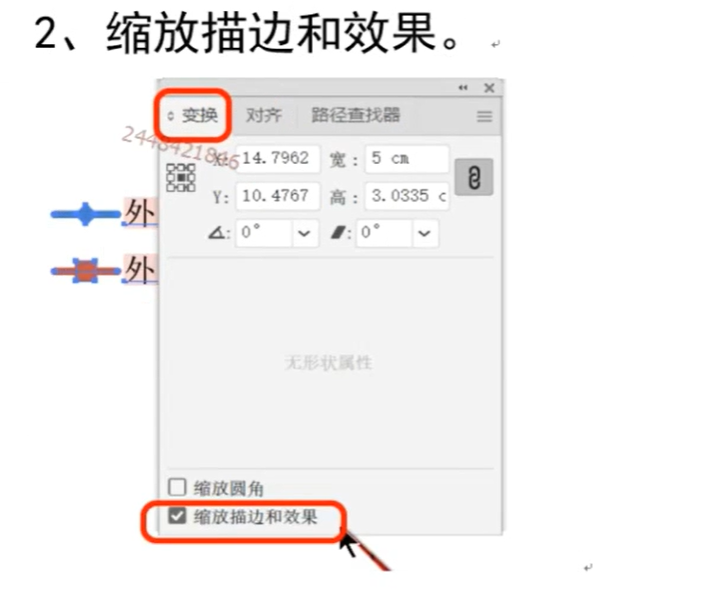 2、缩放描边和效果。
变换 对齐 路径查找器
X: 14.7962 宽: 5 cm
Y: 10.4767 高: 3.0335 c
0° 0°
外
外
无形状属性
缩放圆角
缩放描边和效果